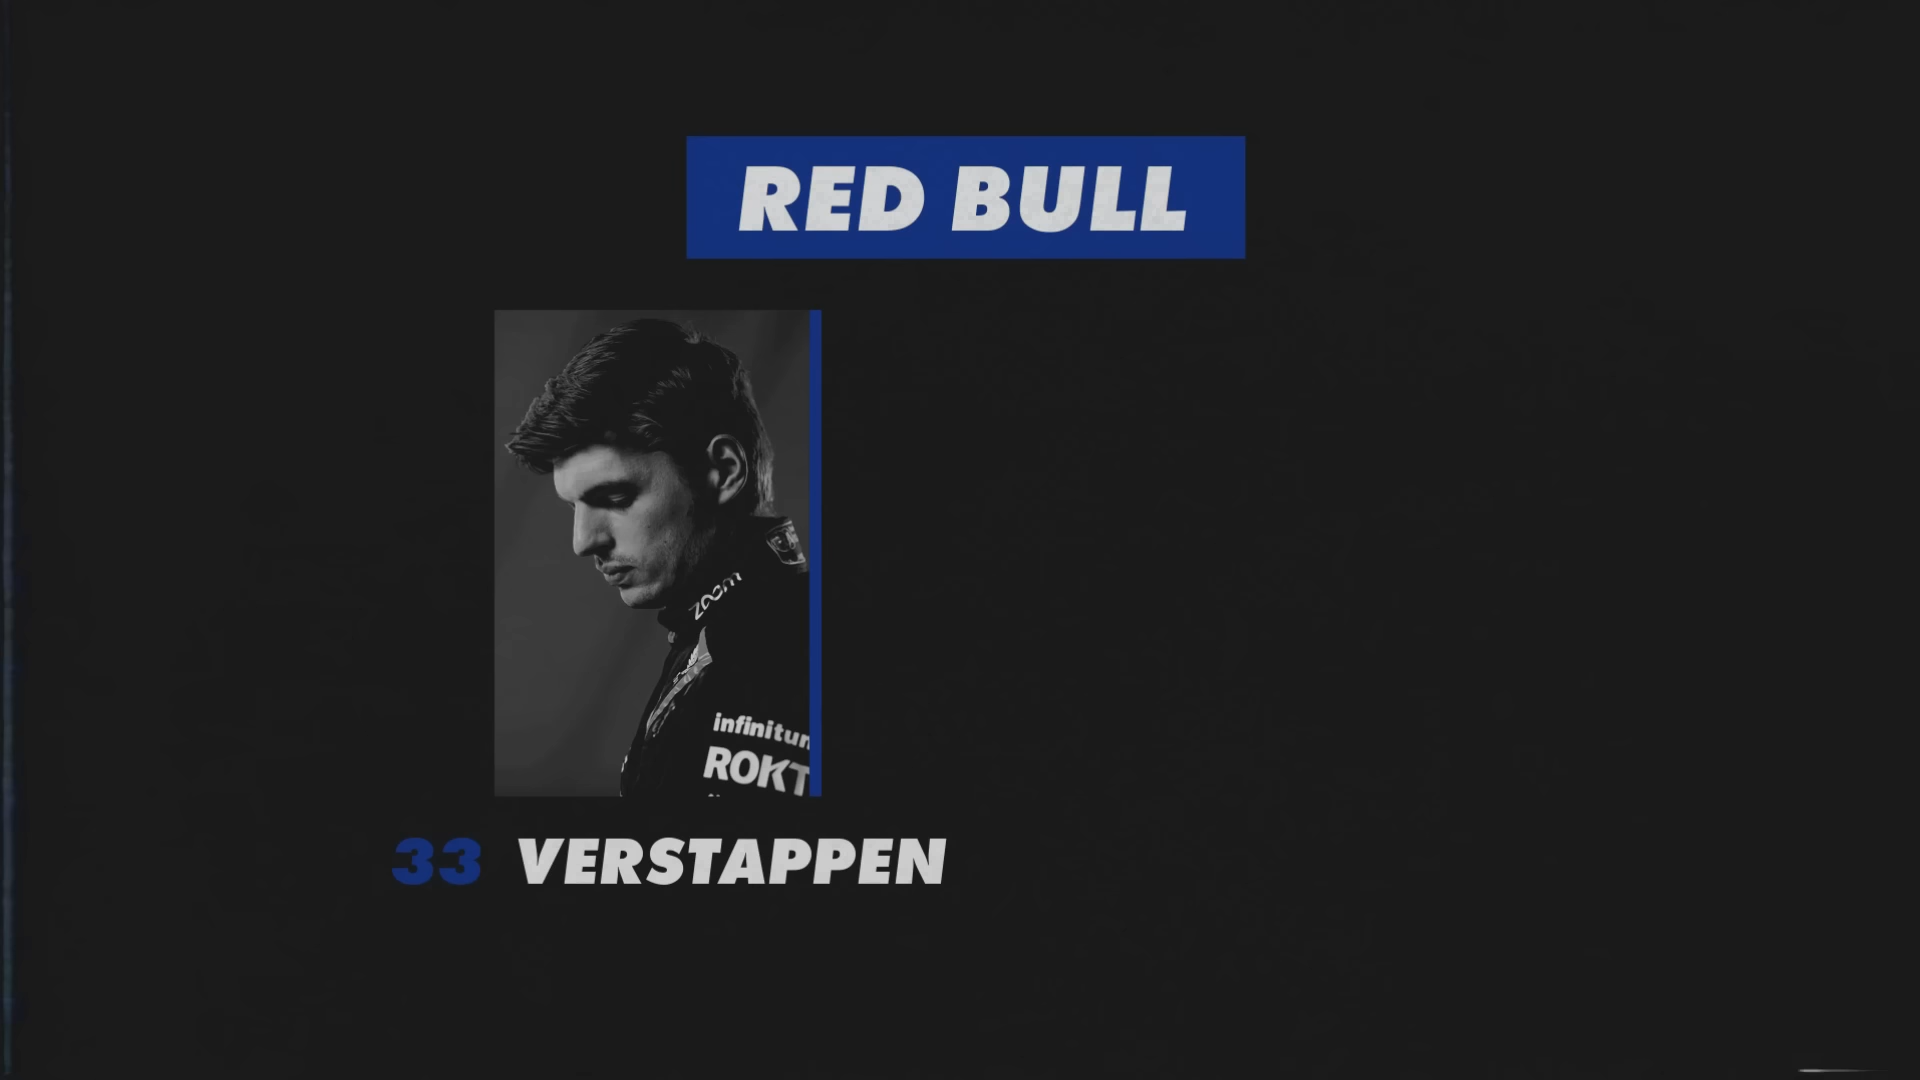 RED BULL
zoom
infinitum
ROKT
33 VERSTAPPEN